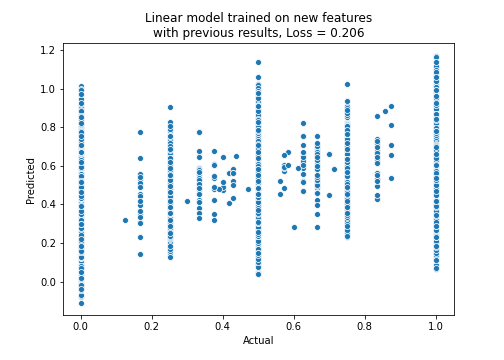 Linear model trained on new features
with previous results, Loss = 0.206
1.2
1.0
0.8
0.6
0.4
0.2
0.0
Predicted
0.0 0.2 0.4 0.6 0.8 1.0
Actual